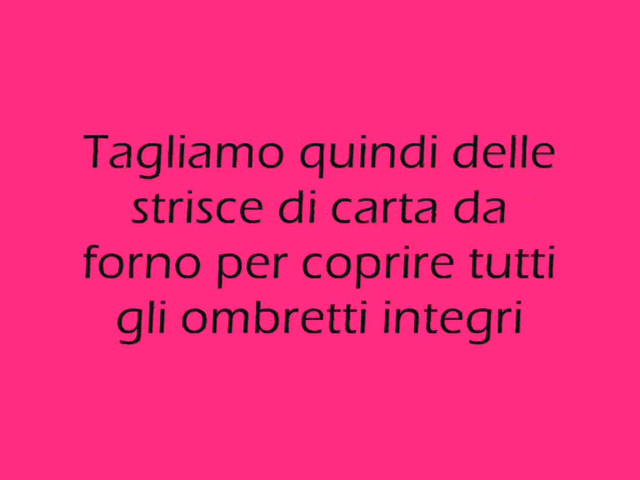 Tagliamo quindi delle
strisce di carta da
forno per coprire tutti
gli ombretti integri